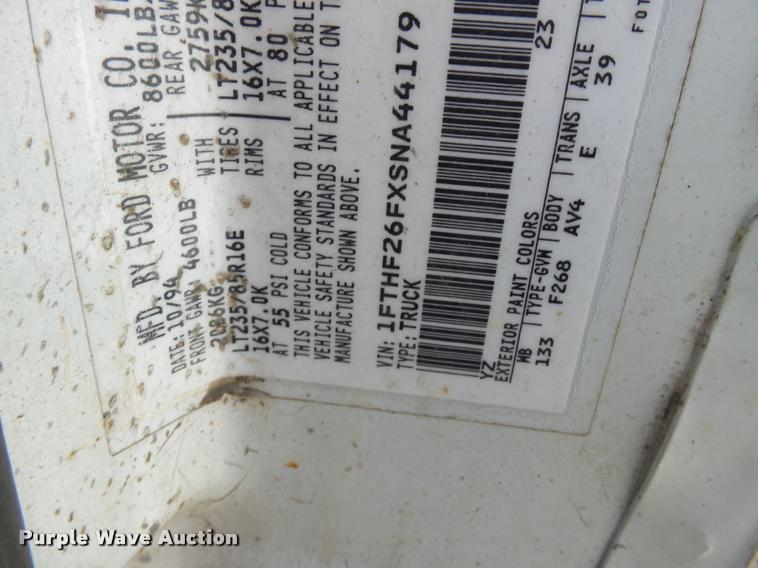 MFD. BY FORD MOTOR CO. I
DATE: 10/94 GVWR: 8600LB
FRONT GAWR: 4600LB REAR GAW
2086KG WITH 2759K
LT235/85R16E TIRES LT235/8
16X7.0K RIMS 16X7.0K
AT 55 PSI COLD AT 80 P
THIS VEHICLE CONFORMS TO ALL APPLICABLE
VEHICLE SAFETY STANDARDS IN EFFECT ON T
MANUFACTURE SHOWN ABOVE.
VIN: 1FTHF26FXSNA44179
TYPE: TRUCK
YZ 23
EXTERIOR PAINT COLORS
WB TYPE-GVW BODY TRANS AXLE
133 F268 AV4 E 39
Purple Wave Auction